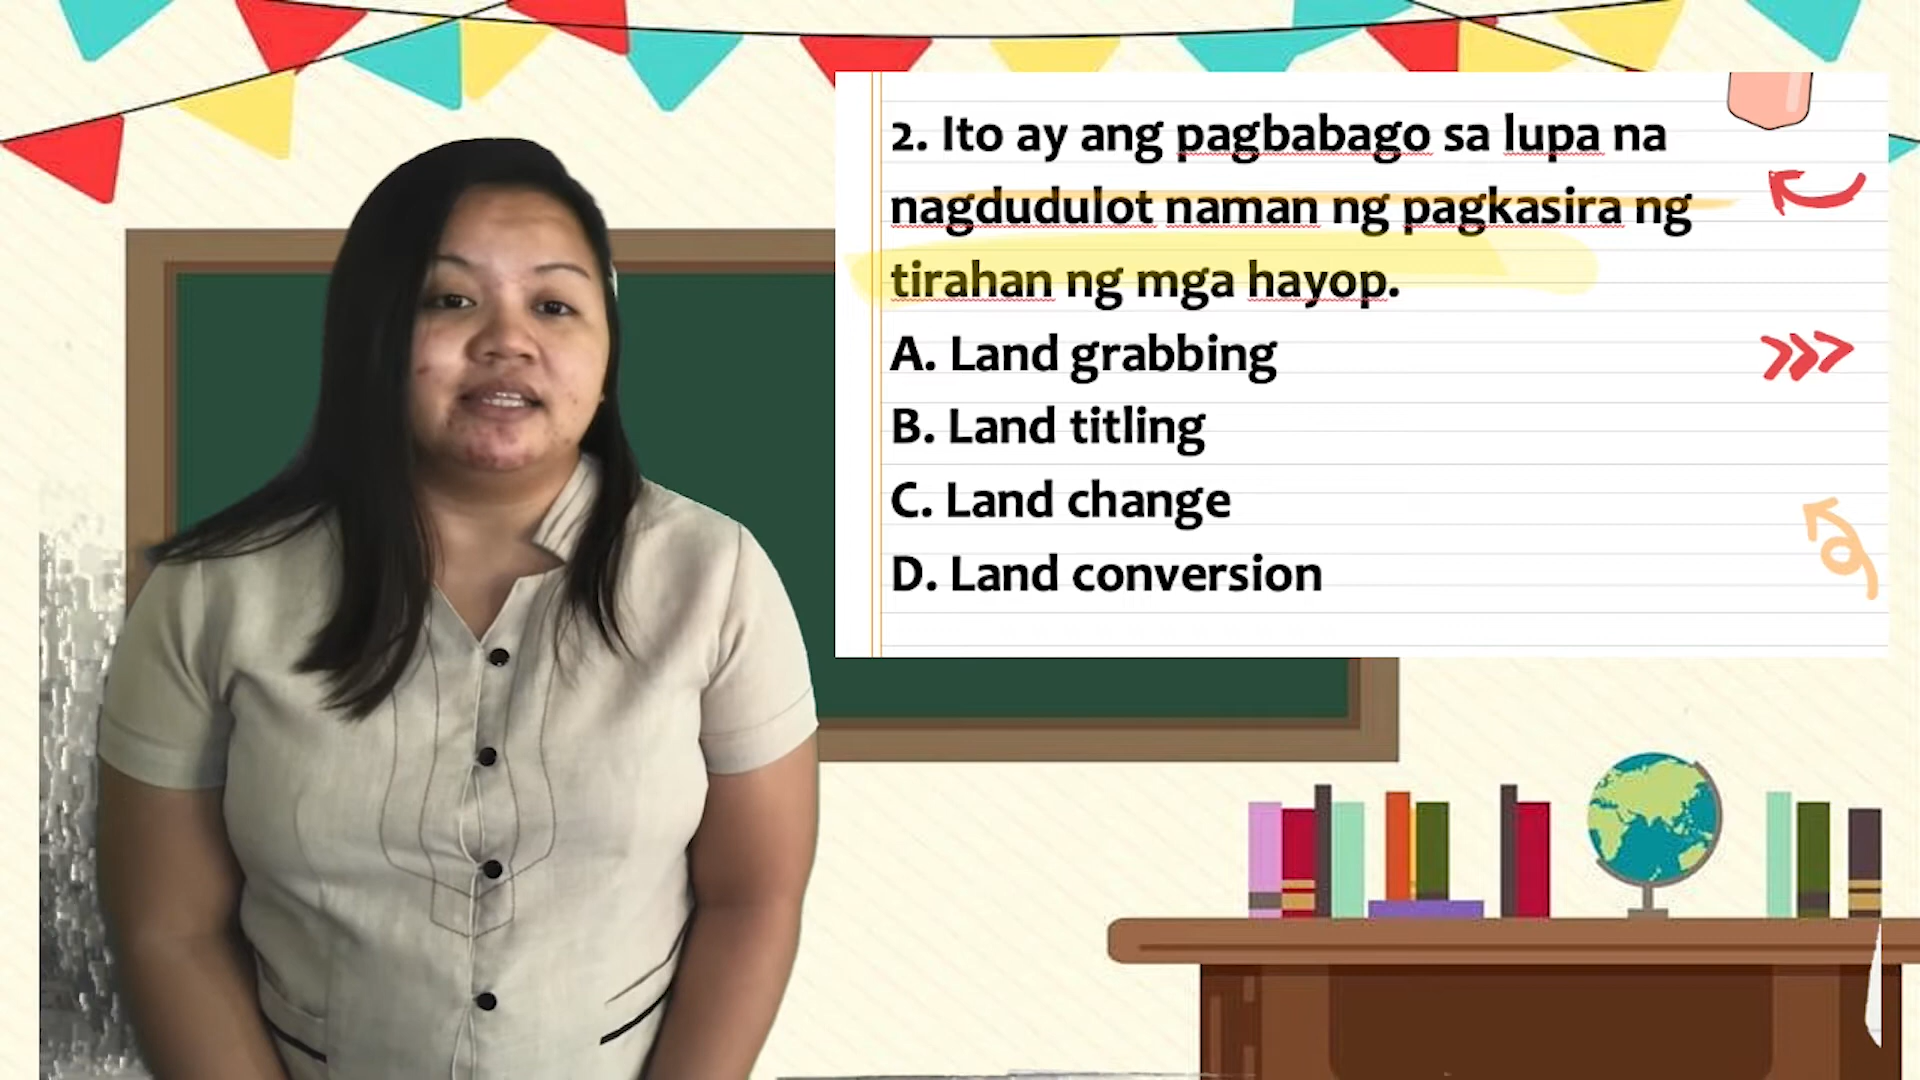 2. Ito ay ang pagbabago sa lupa na
nagdudulot naman ng pagkasira ng
tirahan ng mga hayop.
A. Land grabbing
B. Land titling
C. Land change
D. Land conversion